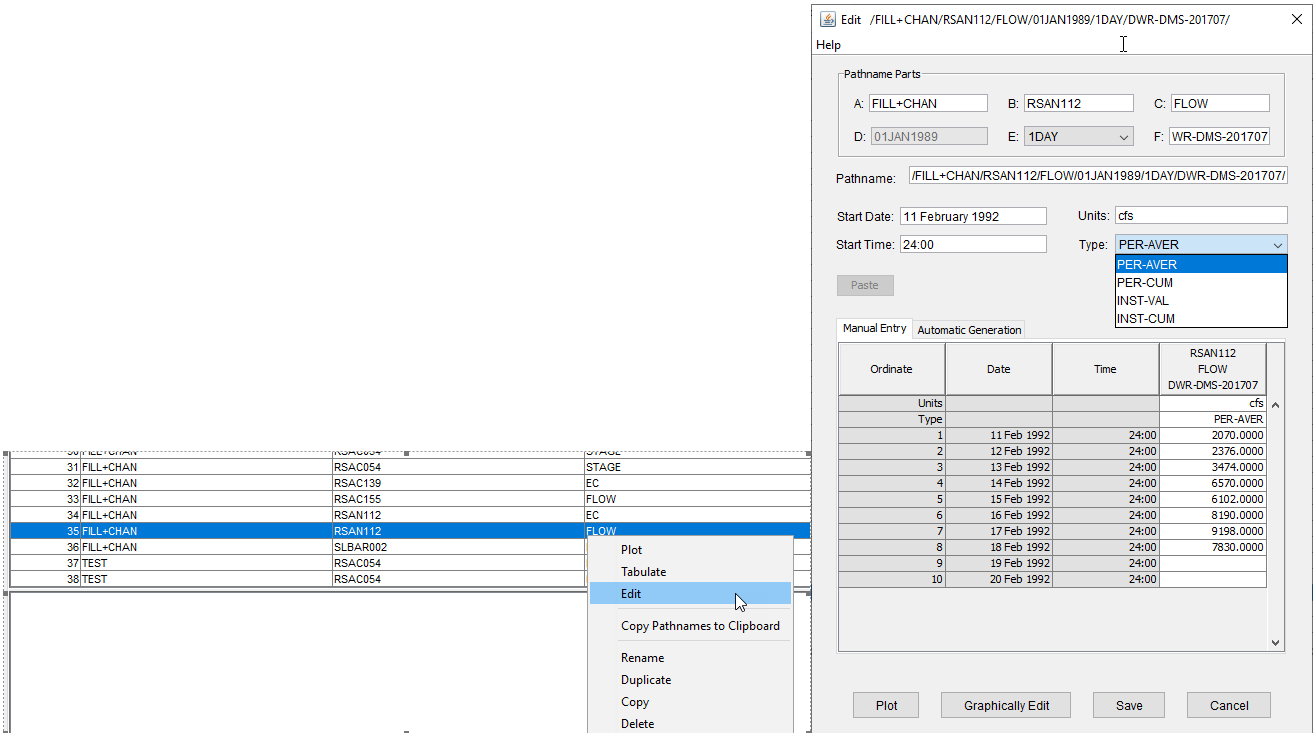 Edit /FILL+CHAN/RSAN112/FLOW/01JAN1989/1DAY/DWR-DMS-201707/
Help
Pathname Parts
A: FILL+CHAN B: RSAN112 C: FLOW
D: 01JAN1989 E: 1DAY F: WR-DMS-201707
Pathname: /FILL+CHAN/RSAN112/FLOW/01JAN1989/1DAY/DWR-DMS-201707/
Start Date: 11 February 1992 Units: cfs
Start Time: 24:00 Type: PER-AVER
PER-AVER
PER-CUM
INST-VAL
INST-CUM
Paste
Manual Entry Automatic Generation
Ordinate Date Time RSAN112
FLOW
DWR-DMS-201707
Units cfs
Type PER-AVER
1 11 Feb 1992 24:00 2070.0000
2 12 Feb 1992 24:00 2376.0000
3 13 Feb 1992 24:00 3474.0000
4 14 Feb 1992 24:00 6570.0000
5 15 Feb 1992 24:00 6102.0000
6 16 Feb 1992 24:00 8190.0000
7 17 Feb 1992 24:00 9198.0000
8 18 Feb 1992 24:00 7830.0000
9 19 Feb 1992 24:00
10 20 Feb 1992 24:00
Plot Graphically Edit Save Cancel
30 FILL+CHAN RSAC054 STAGE
31 FILL+CHAN RSAC054 STAGE
32 FILL+CHAN RSAC139 EC
33 FILL+CHAN RSAC155 FLOW
34 FILL+CHAN RSAN112 EC
35 FILL+CHAN RSAN112 FLOW
36 FILL+CHAN SLBAR002
37 TEST RSAC054
38 TEST RSAC054
Plot
Tabulate
Edit
Copy Pathnames to Clipboard
Rename
Duplicate
Copy
Delete